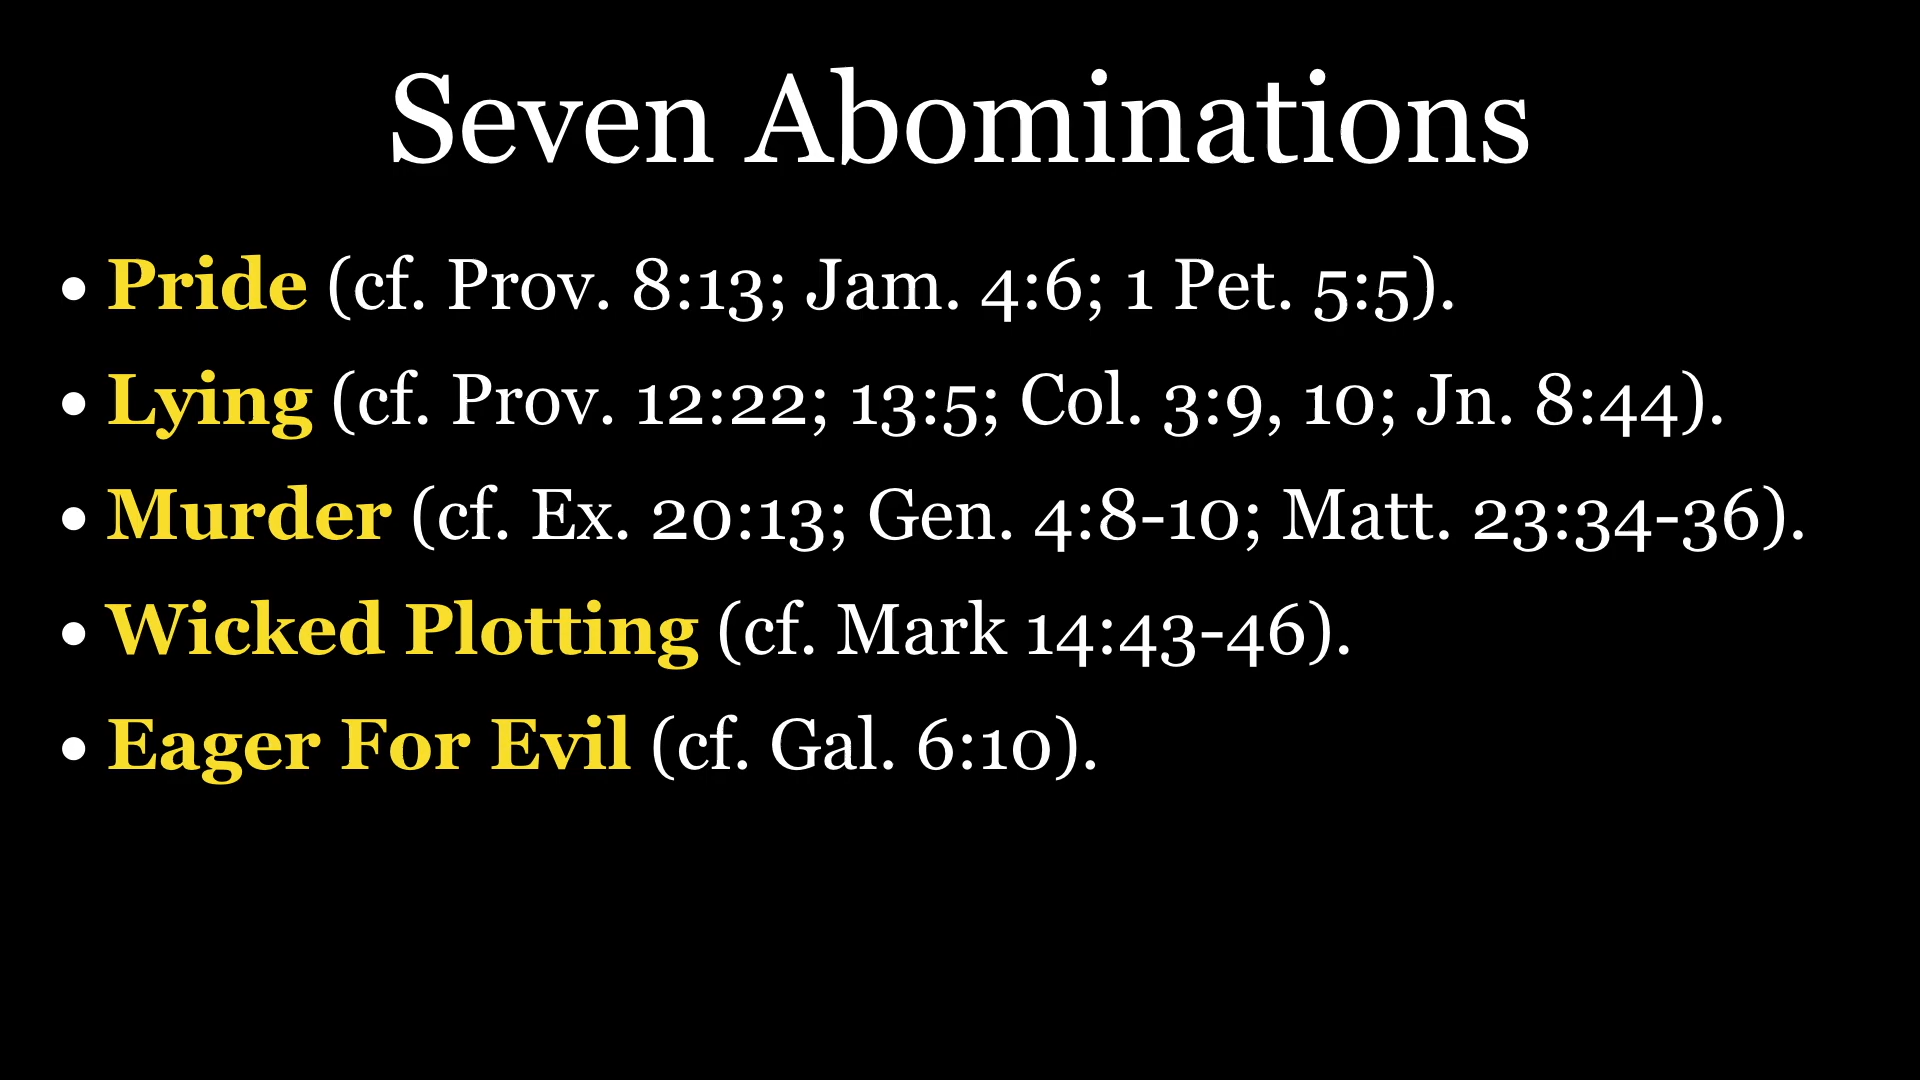 Seven Abominations
• Pride (cf. Prov. 8:13; Jam. 4:6; 1 Pet. 5:5).
• Lying (cf. Prov. 12:22; 13:5; Col. 3:9, 10; Jn. 8:44).
• Murder (cf. Ex. 20:13; Gen. 4:8-10; Matt. 23:34-36).
• Wicked Plotting (cf. Mark 14:43-46).
• Eager For Evil (cf. Gal. 6:10).